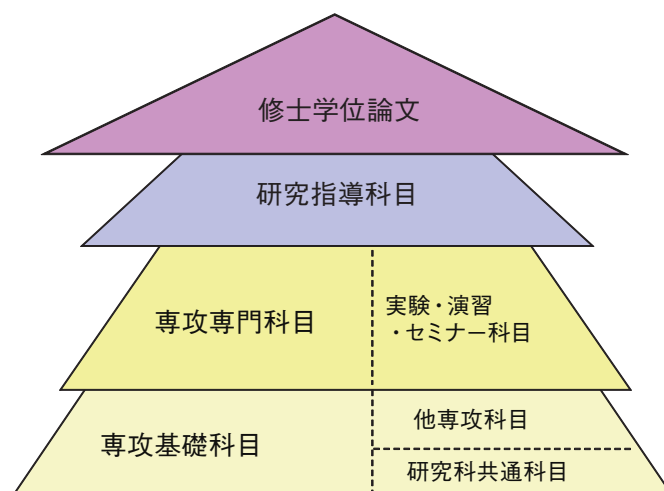 修士学位論文
研究指導科目
専攻専門科目
実験・演習
・セミナー科目
専攻基礎科目
他専攻科目
研究科共通科目